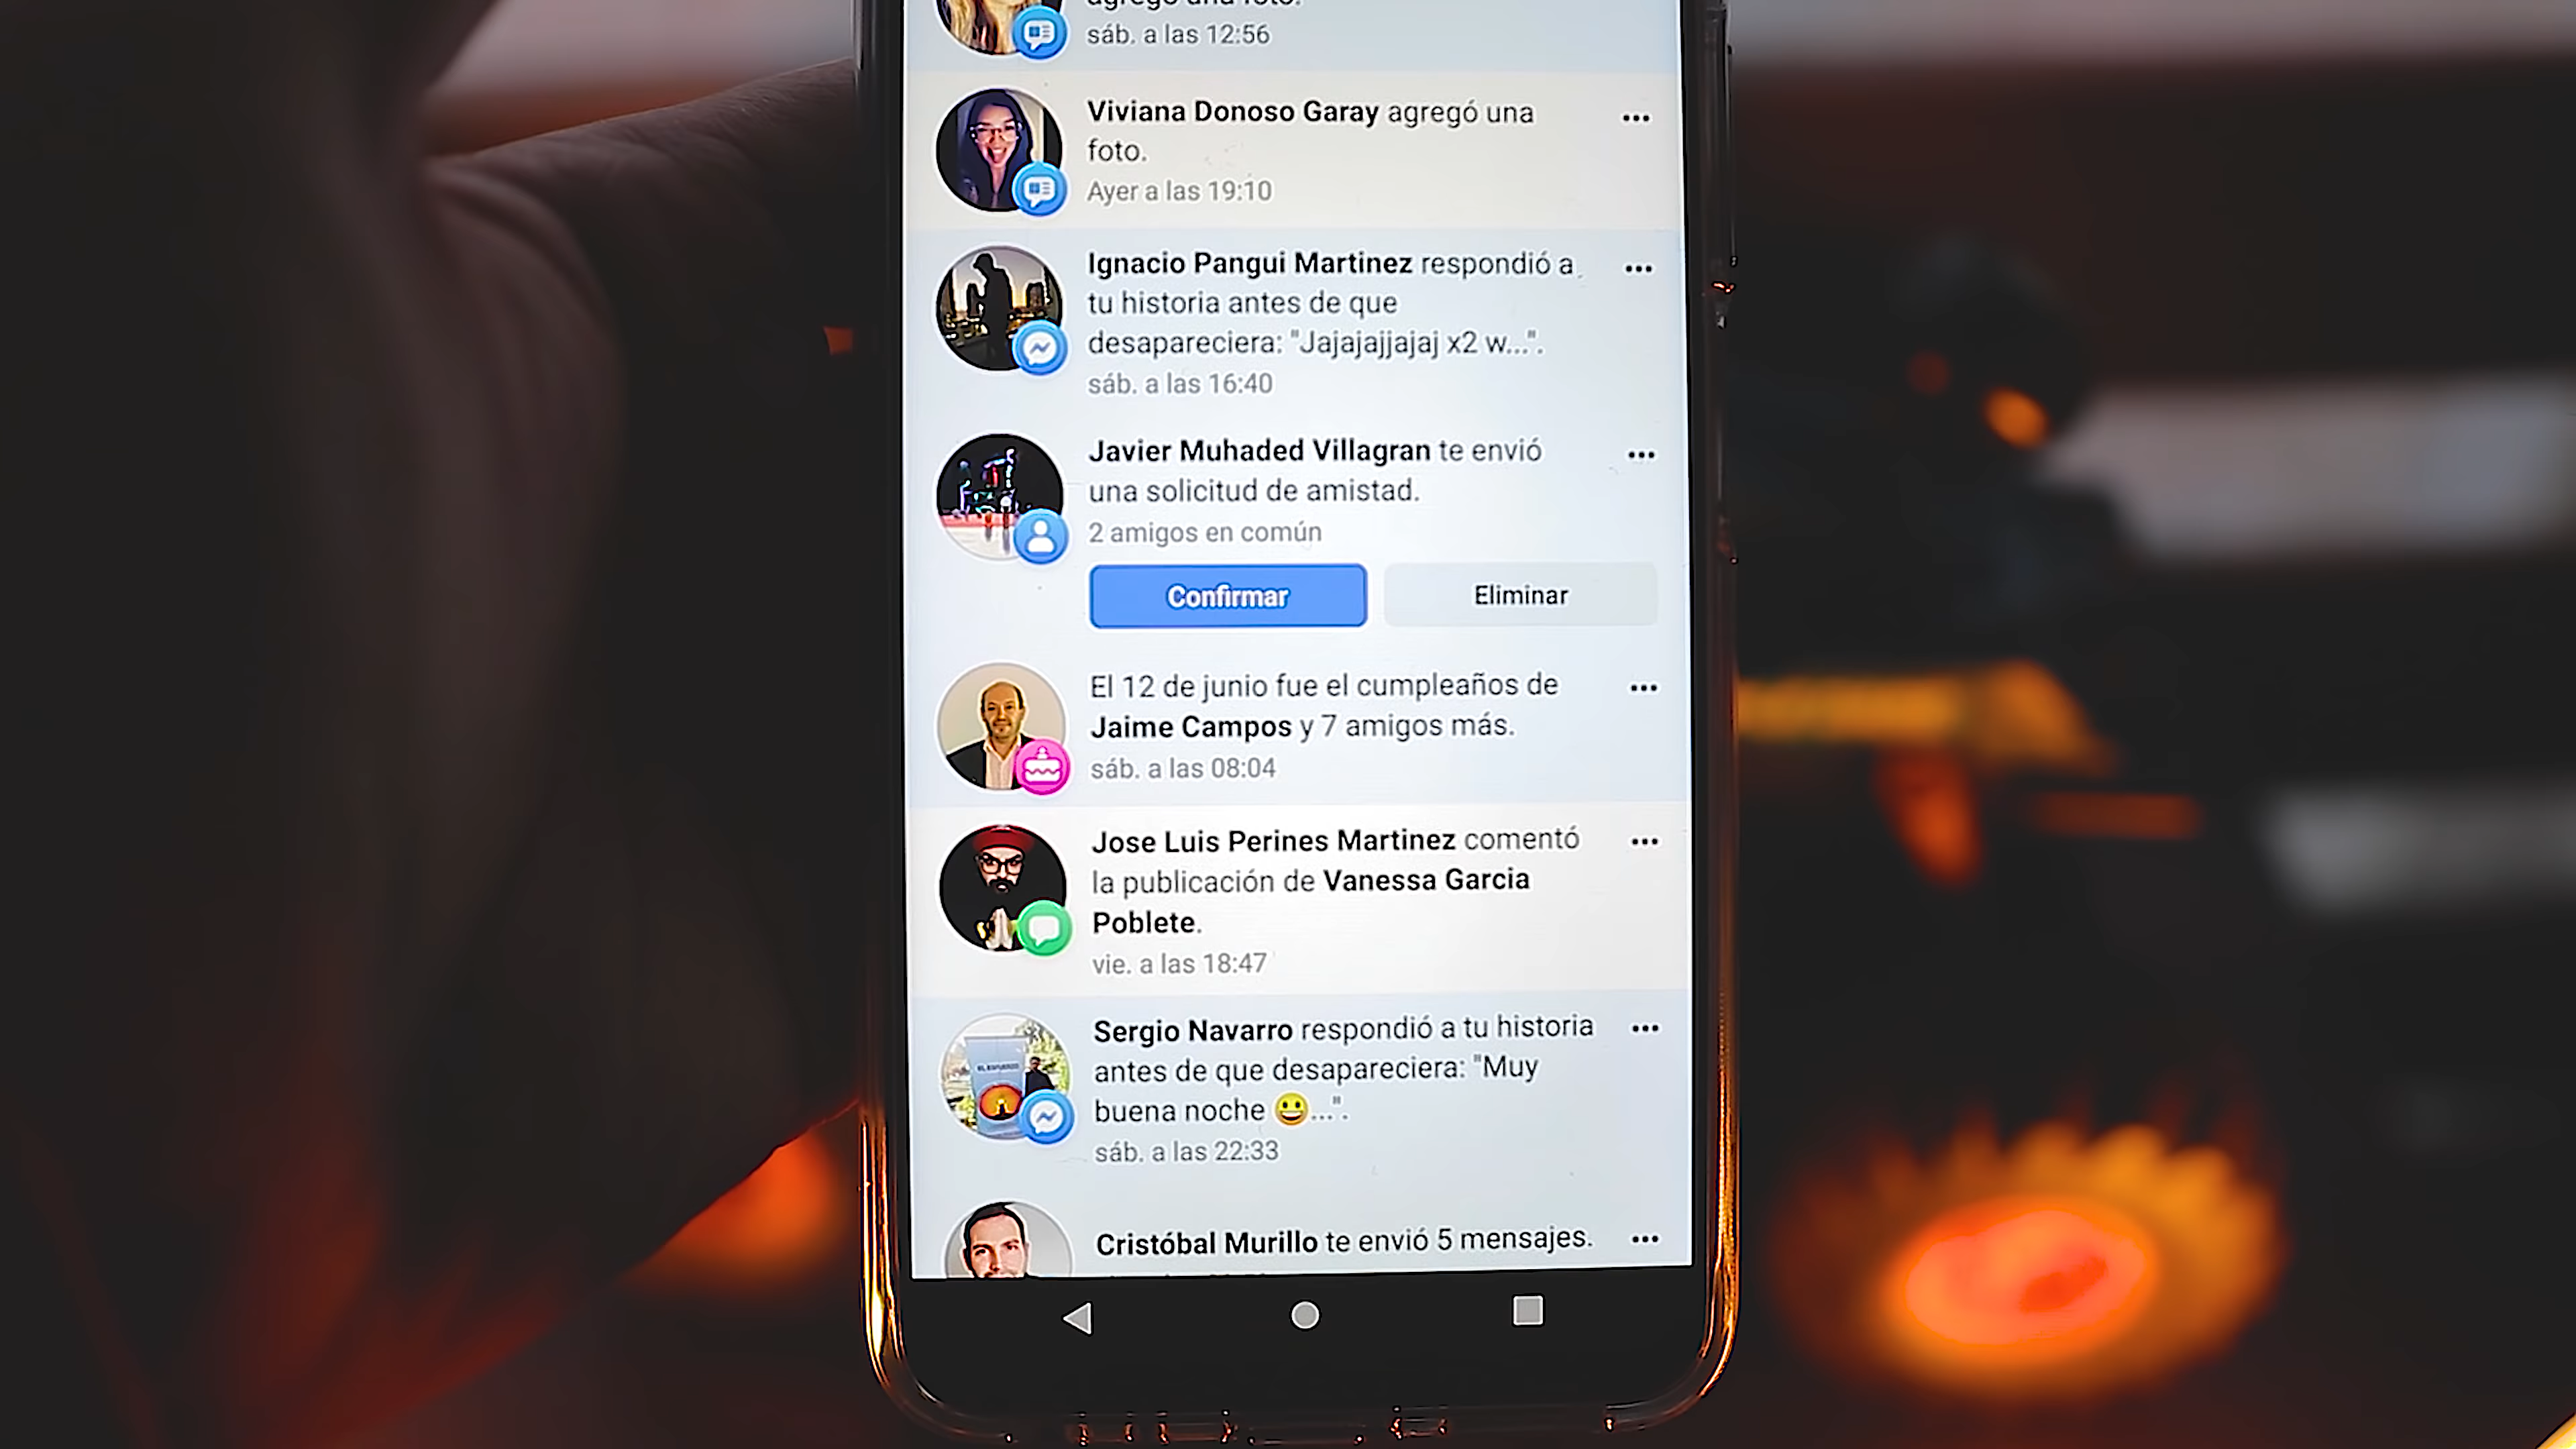 agregó una foto.
sáb. a las 12:56
Viviana Donoso Garay agregó una
foto.
Ayer a las 19:10
Ignacio Pangui Martinez respondió a
tu historia antes de que
desapareciera: "Jajajajjajaj x2 w...".
sáb. a las 16:40
Javier Muhaded Villagran te envió
una solicitud de amistad.
2 amigos en común
Confirmar
Eliminar
El 12 de junio fue el cumpleaños de
Jaime Campos y 7 amigos más.
sáb. a las 08:04
Jose Luis Perines Martinez comentó
la publicación de Vanessa Garcia
Poblete.
vie. a las 18:47
Sergio Navarro respondió a tu historia
antes de que desapareciera: "Muy
buena noche 😀...".
sáb. a las 22:33
Cristóbal Murillo te envió 5 mensajes.